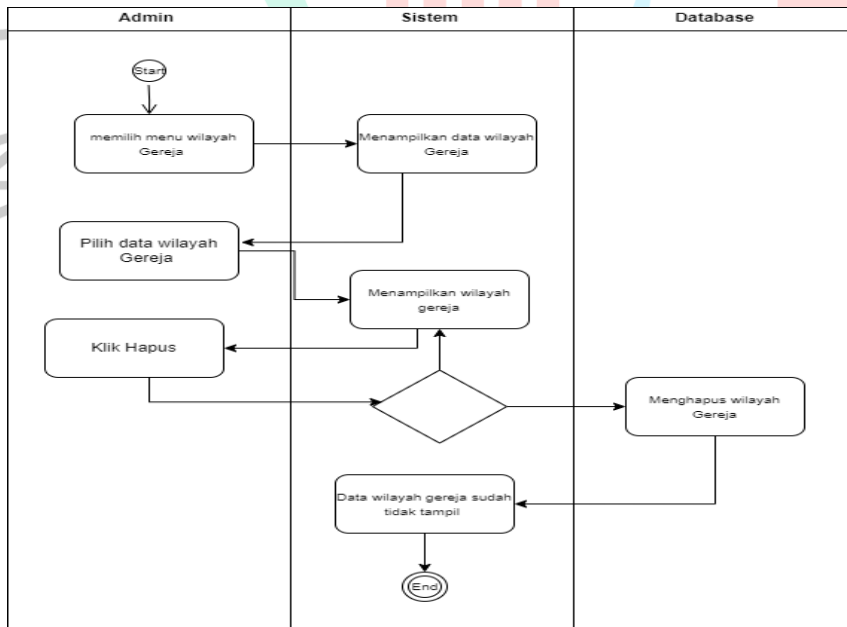 Admin
Sistem
Database
Start
memilih menu wilayah
Gereja
Menampilkan data wilayah
Gereja
Pilih data wilayah
Gereja
Menampilkan wilayah
gereja
Klik Hapus
Menghapus wilayah
Gereja
Data wilayah gereja sudah
tidak tampil
End